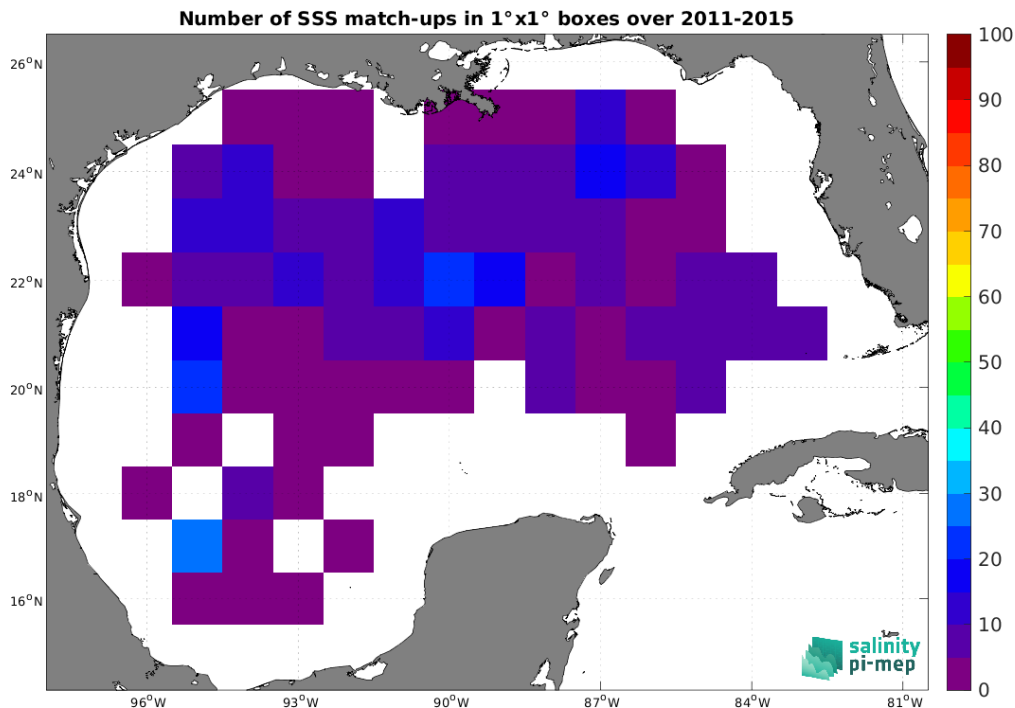 Number of SSS match-ups in 1°x1° boxes over 2011-2015
26°N
24°N
22°N
20°N
18°N
16°N
96°W
93°W
90°W
87°W
84°W
81°W
100
90
80
70
60
50
40
30
20
10
0
salinity
pi-mep